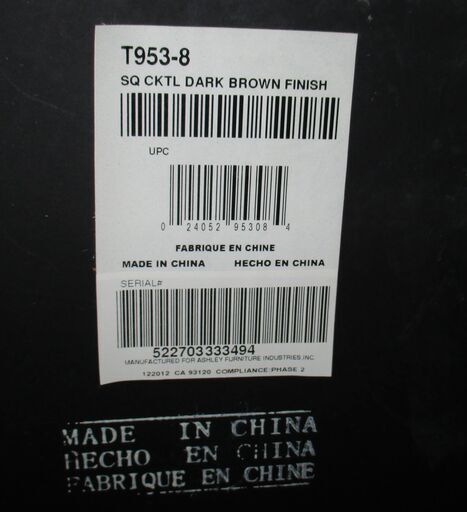 T953-8
SQ CKTL DARK BROWN FINISH
UPC
0 24052 95308 4
FABRIQUE EN CHINE
MADE IN CHINA HECHO EN CHINA
SERIAL#
522703333494
MANUFACTURED FOR ASHLEY FURNITURE INDUSTRIES,INC.
122012 CA 93120 COMPLIANCE:PHASE 2
MADE IN CHINA
HECHO EN CHINA
FABRIQUE EN CHINE